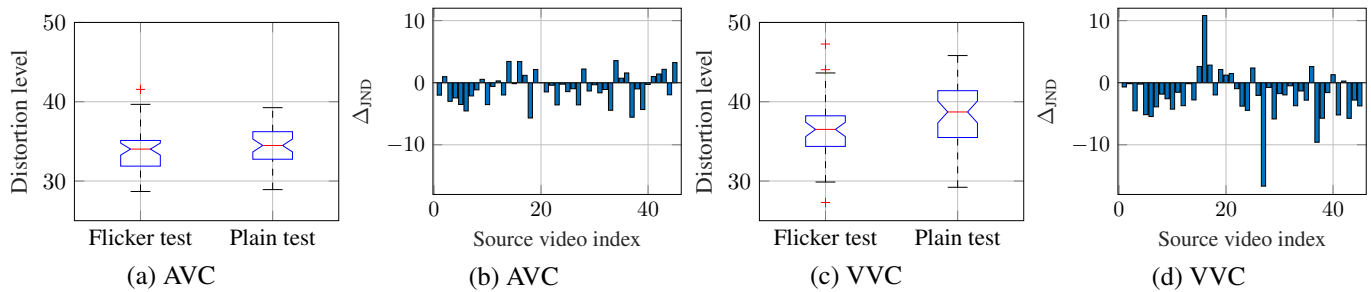 Distortion level
50
40
30
Flicker test Plain test
(a) AVC
Δ_JND
10
0
−10
0 20 40
Source video index
(b) AVC
Distortion level
50
40
30
Flicker test Plain test
(c) VVC
Δ_JND
10
0
−10
0 20 40
Source video index
(d) VVC